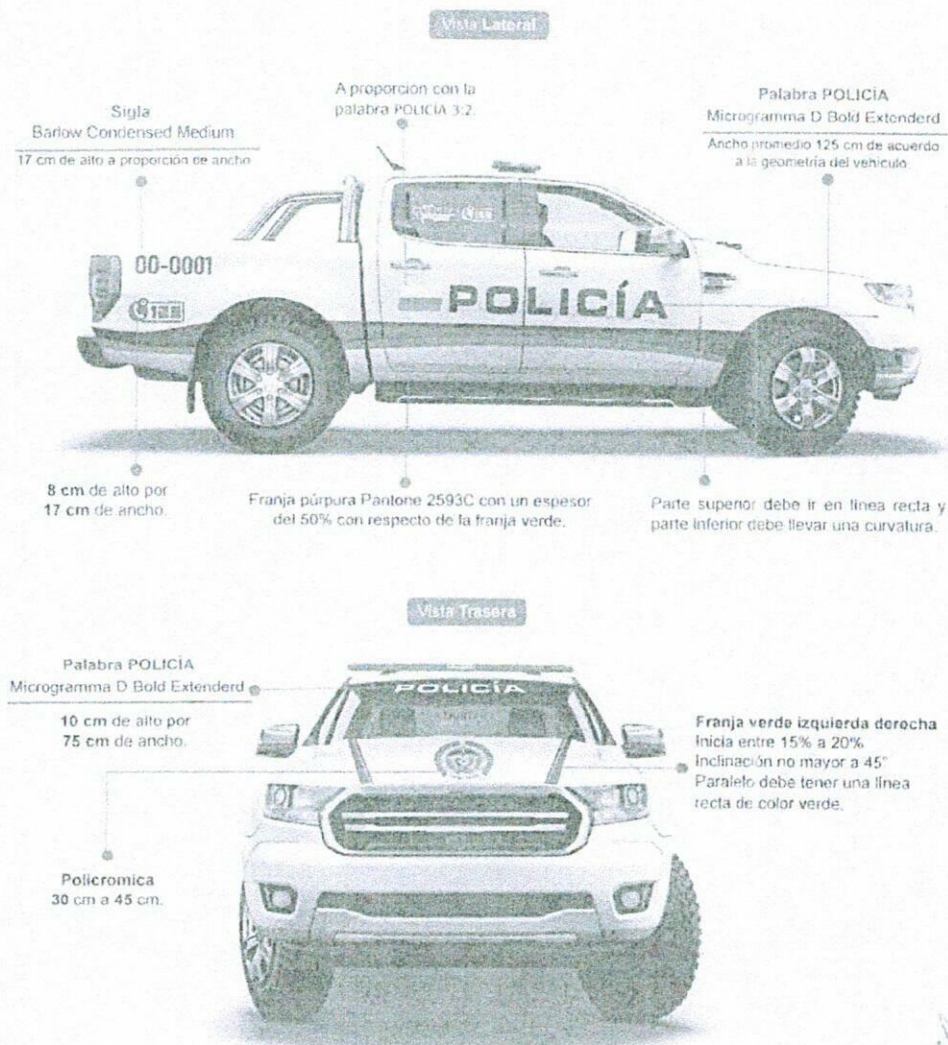 Vista Lateral
Sigla
Barlow Condensed Medium
17 cm de alto a proporción de ancho
A proporción con la
palabra POLICÍA 3:2.
Palabra POLICÍA
Microgramma D Bold Extenderd
Ancho promedio 125 cm de acuerdo
a la geometría del vehículo.
00-0001
POLICÍA
8 cm de alto por
17 cm de ancho.
Franja púrpura Pantone 2593C con un espesor
del 50% con respecto de la franja verde.
Parte superior debe ir en línea recta y
parte inferior debe llevar una curvatura.
Vista Trasera
Palabra POLICÍA
Microgramma D Bold Extenderd
10 cm de alto por
75 cm de ancho.
POLICÍA
Franja verde izquierda derecha
Inicia entre 15% a 20%
Inclinación no mayor a 45°
Paralelo debe tener una línea
recta de color verde.
Policromica
30 cm a 45 cm.